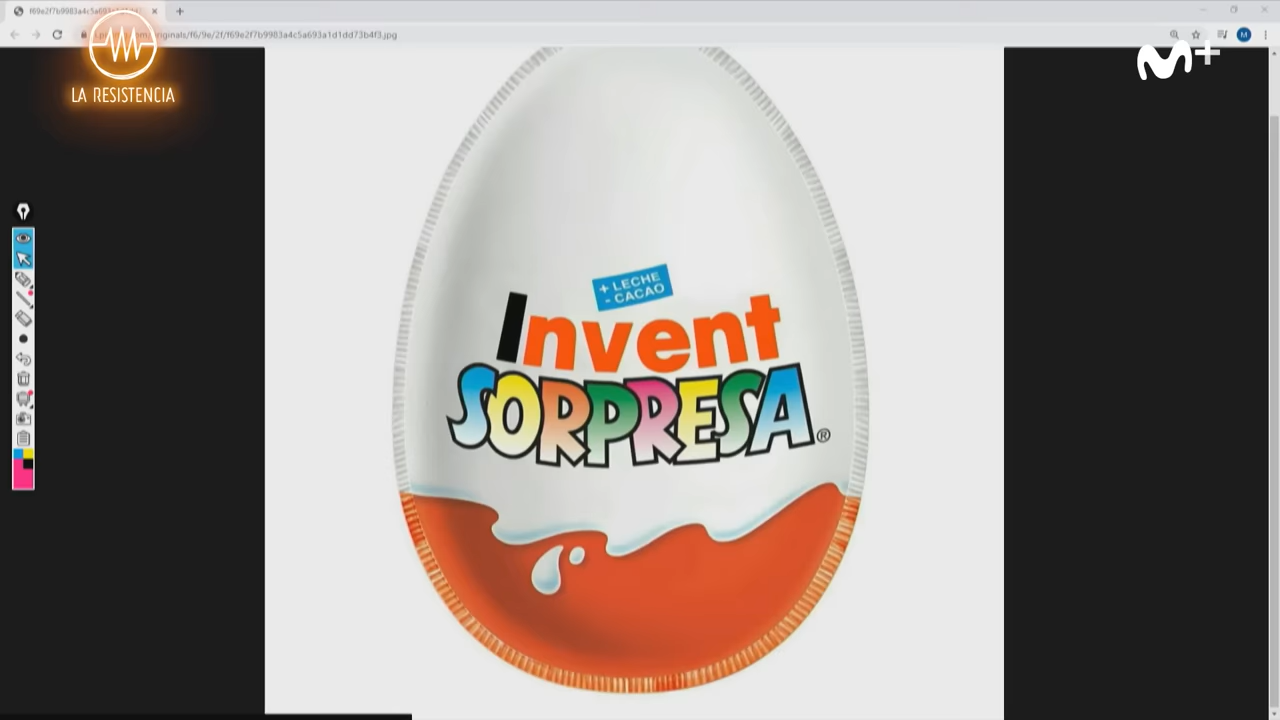 LA RESISTENCIA
M+
+ LECHE
- CACAO
Invent
SORPRESA®